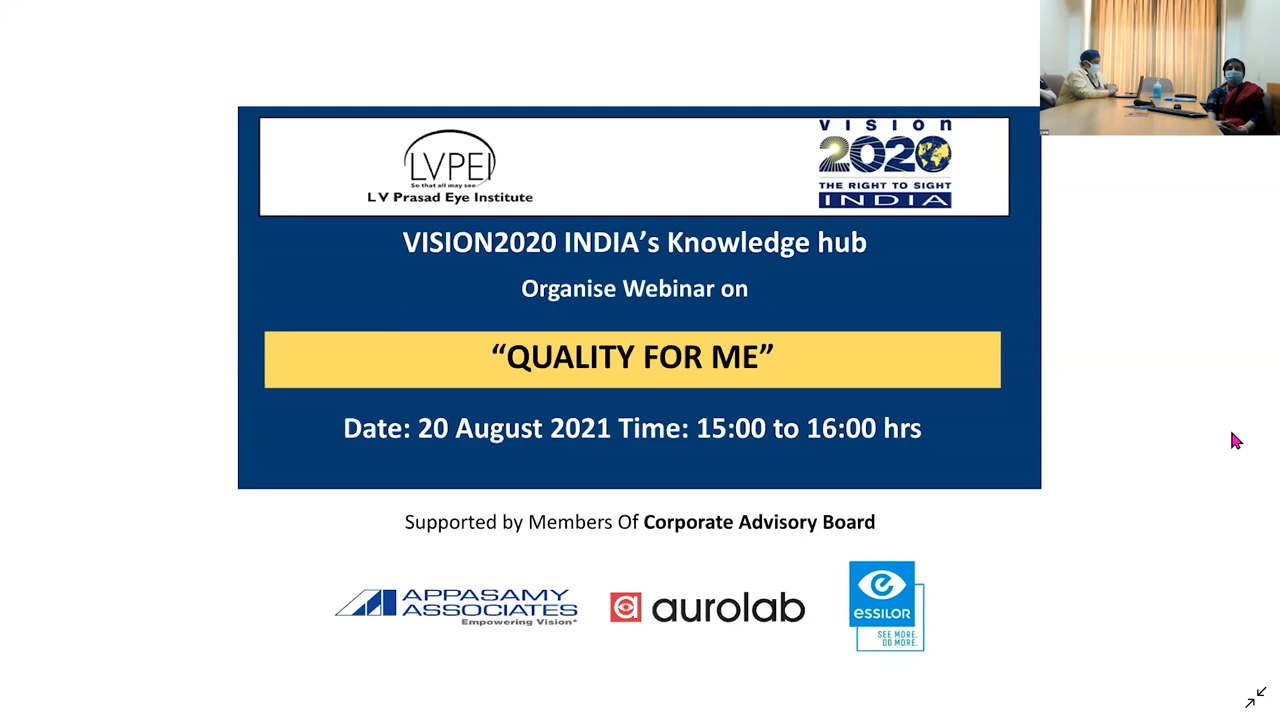 LVPEI
So that all may see
L V Prasad Eye Institute
VISION
2020
THE RIGHT TO SIGHT
INDIA
VISION2020 INDIA’s Knowledge hub
Organise Webinar on
“QUALITY FOR ME”
Date: 20 August 2021 Time: 15:00 to 16:00 hrs
Supported by Members Of Corporate Advisory Board
APPASAMY
ASSOCIATES
Empowering Vision
aurolab
essilor
SEE MORE.
DO MORE.